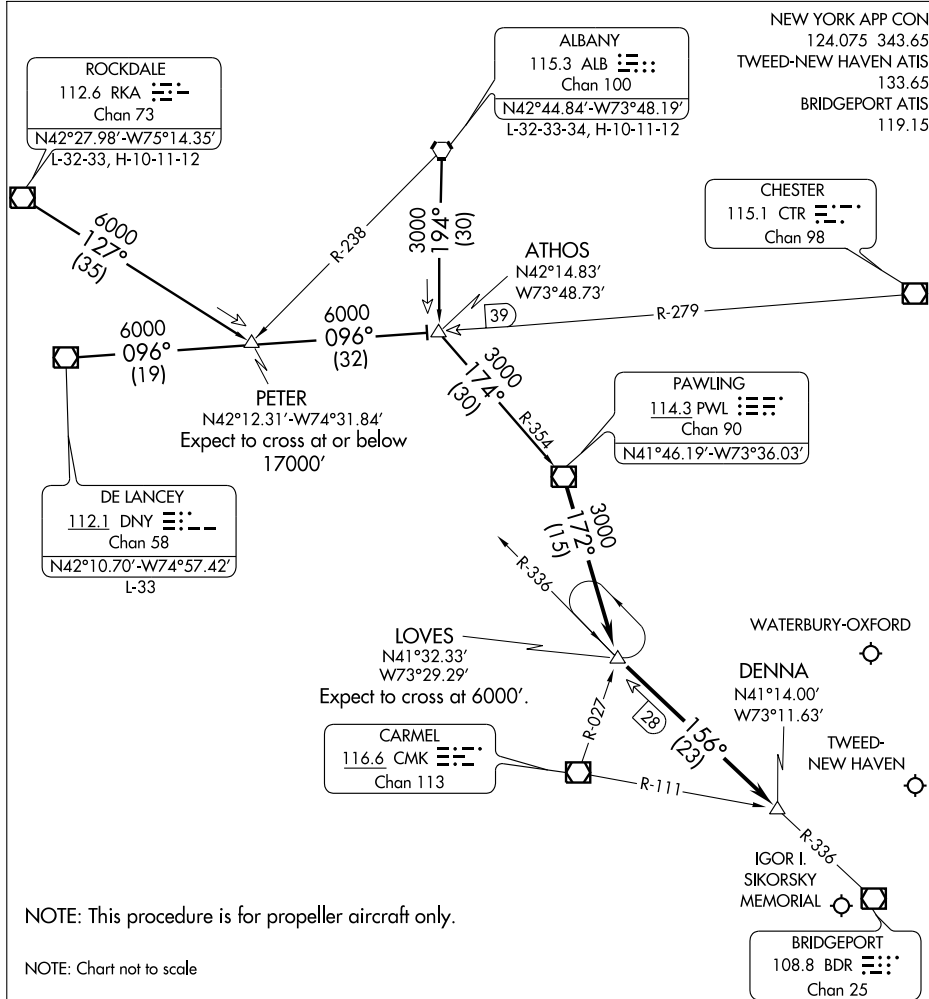 NEW YORK APP CON
124.075 343.65
TWEED-NEW HAVEN ATIS
133.65
BRIDGEPORT ATIS
119.15
ALBANY
115.3 ALB
Chan 100
N42°44.84′-W73°48.19′
L-32-33-34, H-10-11-12
ROCKDALE
112.6 RKA
Chan 73
N42°27.98′-W75°14.35′
L-32-33, H-10-11-12
CHESTER
115.1 CTR
Chan 98
6000
127°
(35)
R-238
3000
194°
(30)
ATHOS
N42°14.83′
W73°48.73′
39
R-279
6000
096°
(19)
6000
096°
(32)
PETER
N42°12.31′-W74°31.84′
Expect to cross at or below
17000′
3000
174°
(30)
R-354
PAWLING
114.3 PWL
Chan 90
N41°46.19′-W73°36.03′
DE LANCEY
112.1 DNY
Chan 58
N42°10.70′-W74°57.42′
L-33
3000
172°
(15)
R-336
LOVES
N41°32.33′
W73°29.29′
Expect to cross at 6000′.
WATERBURY-OXFORD
DENNA
N41°14.00′
W73°11.63′
R-027
28
156°
(23)
CARMEL
116.6 CMK
Chan 113
R-111
TWEED-
NEW HAVEN
R-336
IGOR I.
SIKORSKY
MEMORIAL
BRIDGEPORT
108.8 BDR
Chan 25
NOTE: This procedure is for propeller aircraft only.
NOTE: Chart not to scale